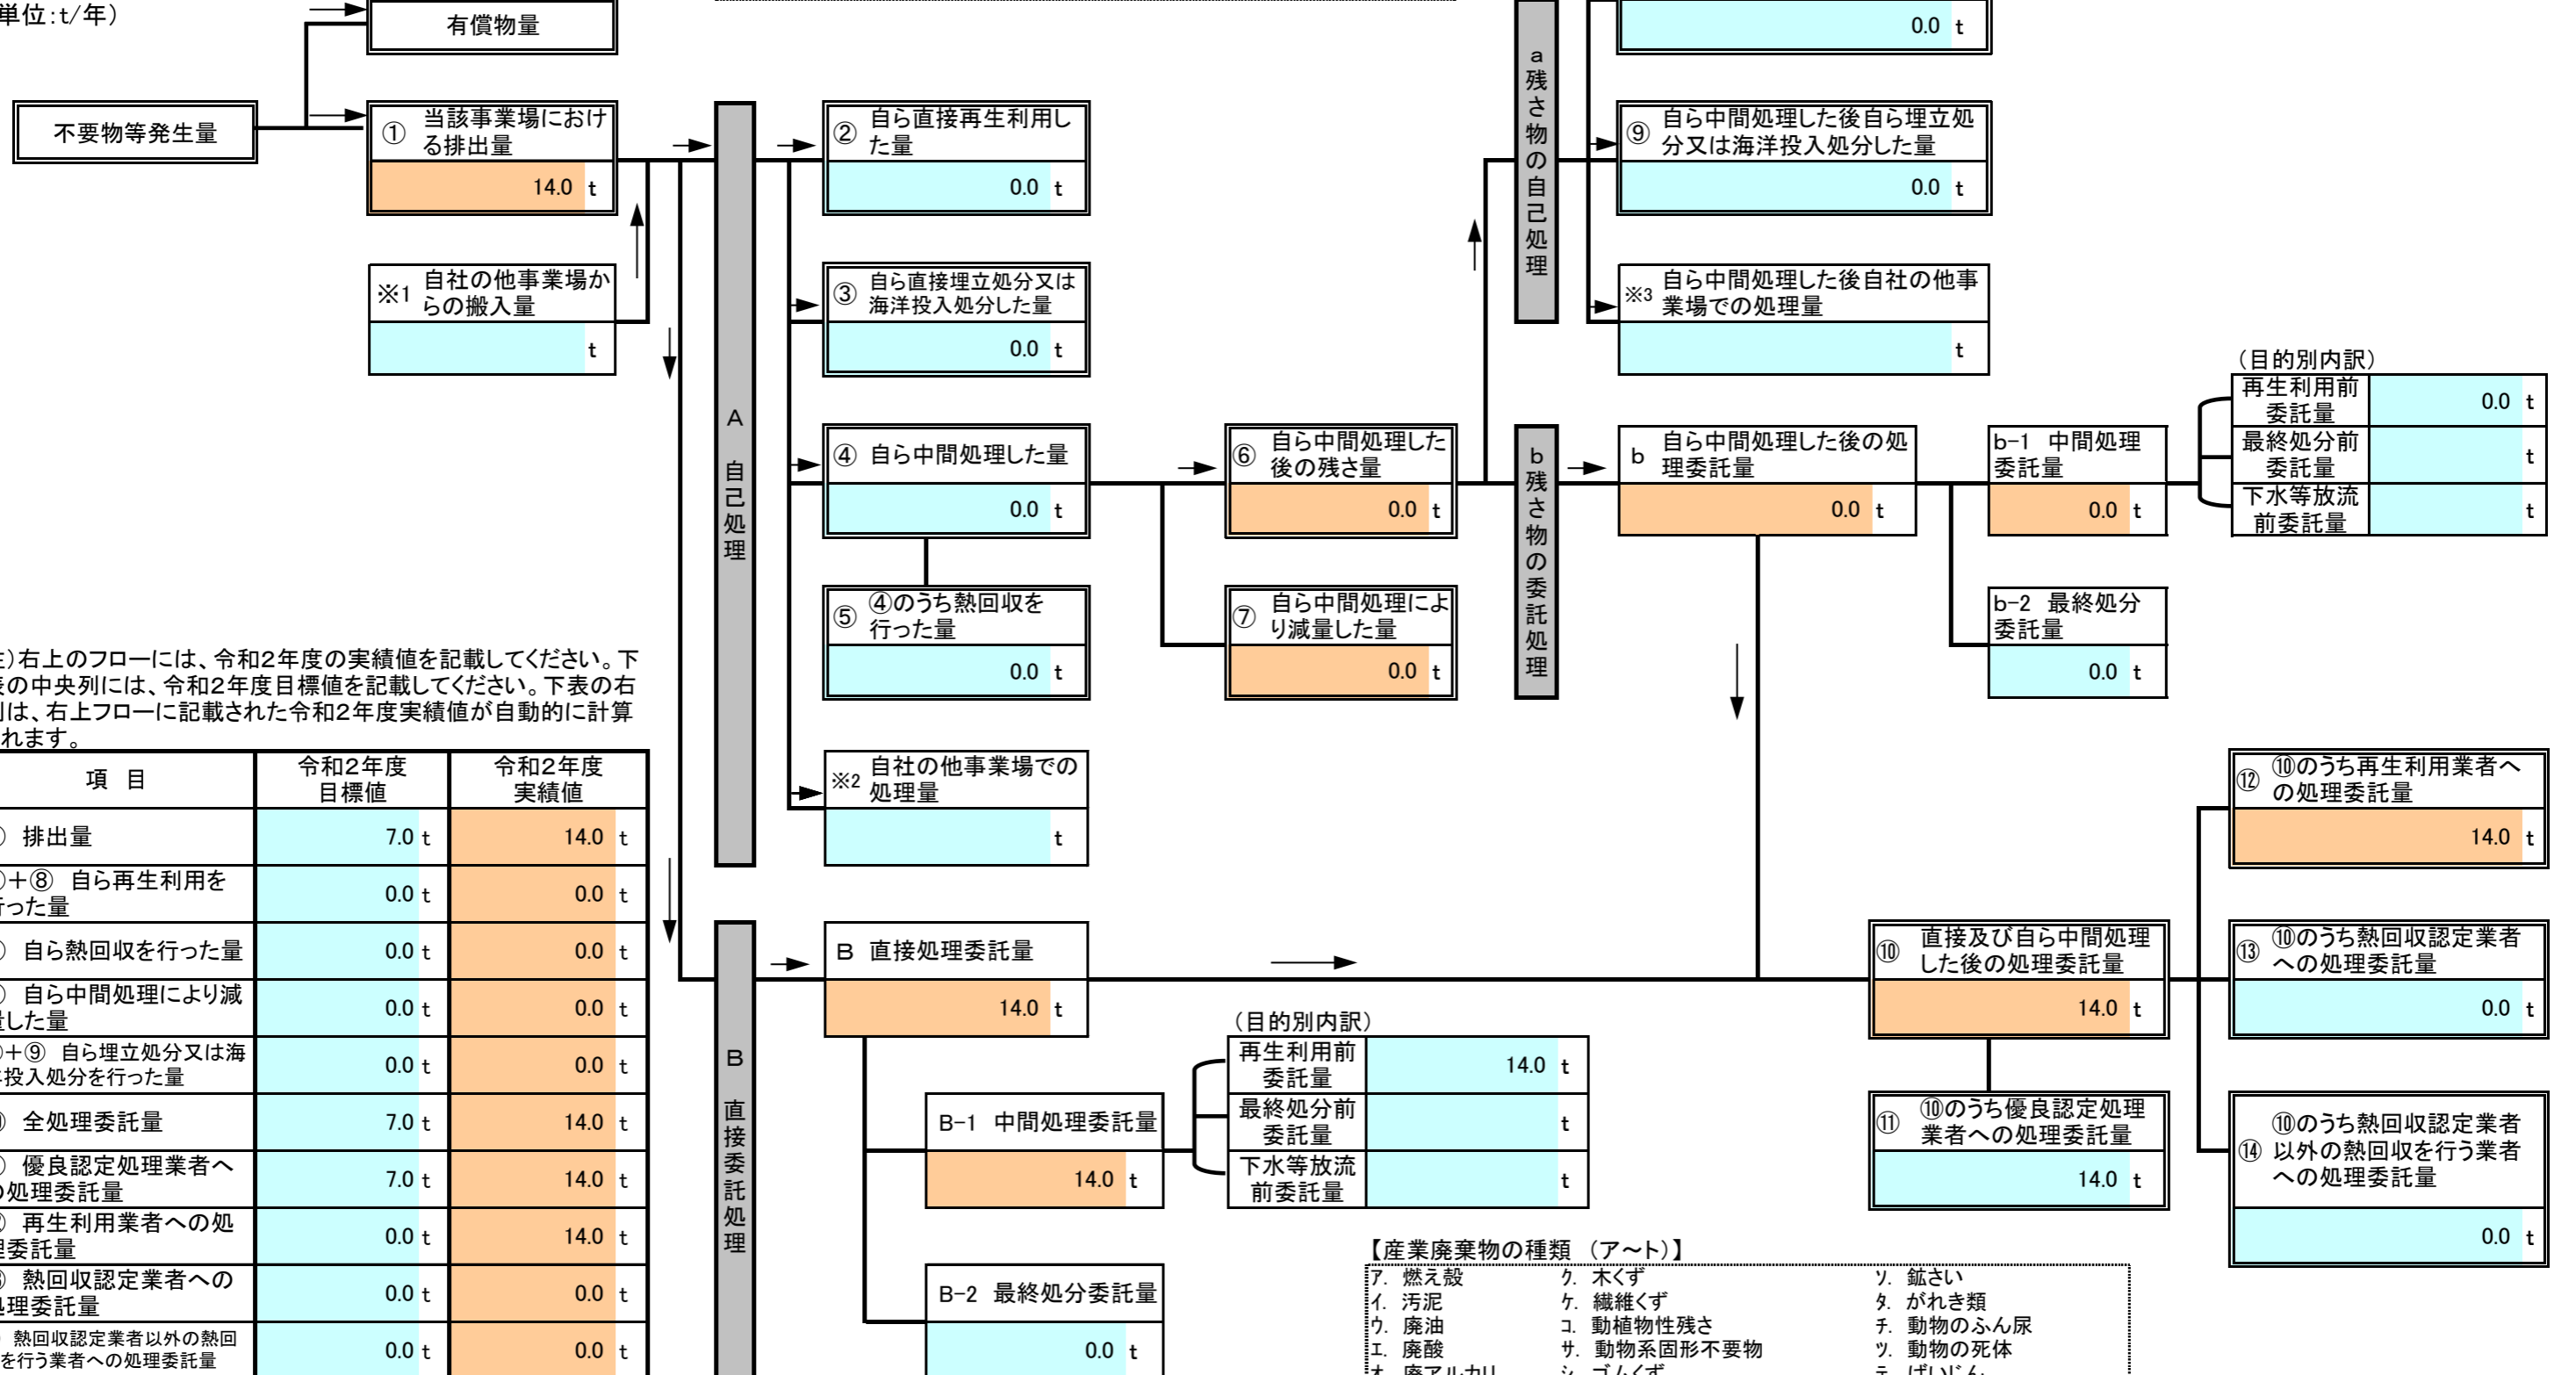 単位:t/年)
有償物量
0.0 t
不要物等発生量
① 当該事業場におけ
る排出量
14.0 t
② 自ら直接再生利用し
た量
0.0 t
a 残さ物の自己処理
⑨ 自ら中間処理した後自ら埋立処
分又は海洋投入処分した量
0.0 t
※1 自社の他事業場か
らの搬入量
t
③ 自ら直接埋立処分又は
海洋投入処分した量
0.0 t
※3 自ら中間処理した後自社の他事
業場での処理量
t
A 自己処理
④ 自ら中間処理した量
0.0 t
⑥ 自ら中間処理した
後の残さ量
0.0 t
b 残さ物の委託処理
b 自ら中間処理した後の処
理委託量
0.0 t
b-1 中間処理
委託量
0.0 t
(目的別内訳)
再生利用前
委託量
0.0 t
最終処分前
委託量
t
下水等放流
前委託量
t
⑤ ④のうち熱回収を
行った量
0.0 t
⑦ 自ら中間処理によ
り減量した量
0.0 t
b-2 最終処分
委託量
0.0 t
)右上のフローには、令和2年度の実績値を記載してください。下
表の中央列には、令和2年度目標値を記載してください。下表の右
列は、右上フローに記載された令和2年度実績値が自動的に計算
れます。
※2 自社の他事業場での
処理量
t
項 目 令和2年度
目標値 令和2年度
実績値
排出量 7.0 t 14.0 t
+⑧ 自ら再生利用を
行った量 0.0 t 0.0 t
自ら熱回収を行った量 0.0 t 0.0 t
自ら中間処理により減
量した量 0.0 t 0.0 t
+⑨ 自ら埋立処分又は海
洋投入処分を行った量 0.0 t 0.0 t
全処理委託量 7.0 t 14.0 t
優良認定処理業者へ
の処理委託量 7.0 t 14.0 t
再生利用業者への処
理委託量 0.0 t 14.0 t
熱回収認定業者への
処理委託量 0.0 t 0.0 t
熱回収認定業者以外の熱回
を行う業者への処理委託量 0.0 t 0.0 t
B 直接委託処理
B 直接処理委託量
14.0 t
B-1 中間処理委託量
14.0 t
(目的別内訳)
再生利用前
委託量
14.0 t
最終処分前
委託量
t
下水等放流
前委託量
t
B-2 最終処分委託量
0.0 t
⑩ 直接及び自ら中間処理
した後の処理委託量
14.0 t
⑪ ⑩のうち優良認定処理
業者への処理委託量
14.0 t
⑫ ⑩のうち再生利用業者へ
の処理委託量
14.0 t
⑬ ⑩のうち熱回収認定業者
への処理委託量
0.0 t
⑭ ⑩のうち熱回収認定業者
以外の熱回収を行う業者
への処理委託量
0.0 t
【産業廃棄物の種類 (ア~ト)】
ア. 燃え殻 ク. 木くず ソ. 鉱さい
イ. 汚泥 ケ. 繊維くず タ. がれき類
ウ. 廃油 コ. 動植物性残さ チ. 動物のふん尿
エ. 廃酸 サ. 動物系固形不要物 ツ. 動物の死体
オ. 廃アルカリ シ. ゴムくず テ. ばいじん